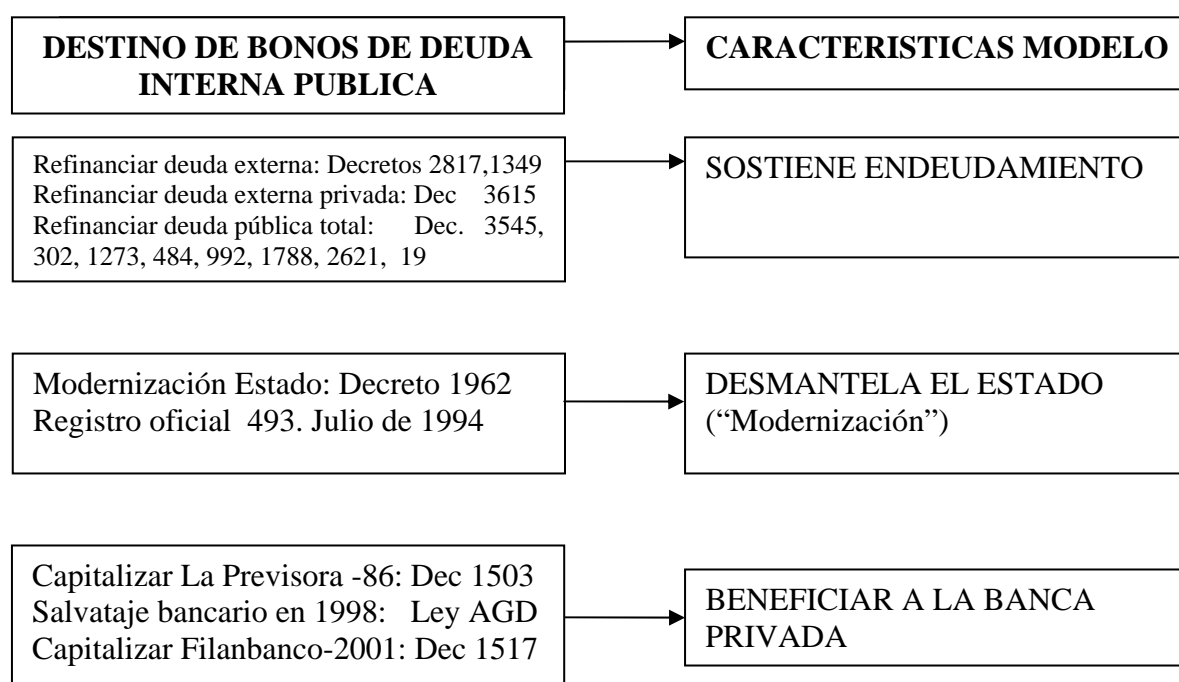 DESTINO DE BONOS DE DEUDA
INTERNA PUBLICA
CARACTERISTICAS MODELO
Refinanciar deuda externa: Decretos 2817,1349
Refinanciar deuda externa privada: Dec 3615
Refinanciar deuda pública total: Dec. 3545,
302, 1273, 484, 992, 1788, 2621, 19
SOSTIENE ENDEUDAMIENTO
Modernización Estado: Decreto 1962
Registro oficial 493. Julio de 1994
DESMANTELA EL ESTADO
(“Modernización”)
Capitalizar La Previsora -86: Dec 1503
Salvataje bancario en 1998: Ley AGD
Capitalizar Filanbanco-2001: Dec 1517
BENEFICIAR A LA BANCA
PRIVADA